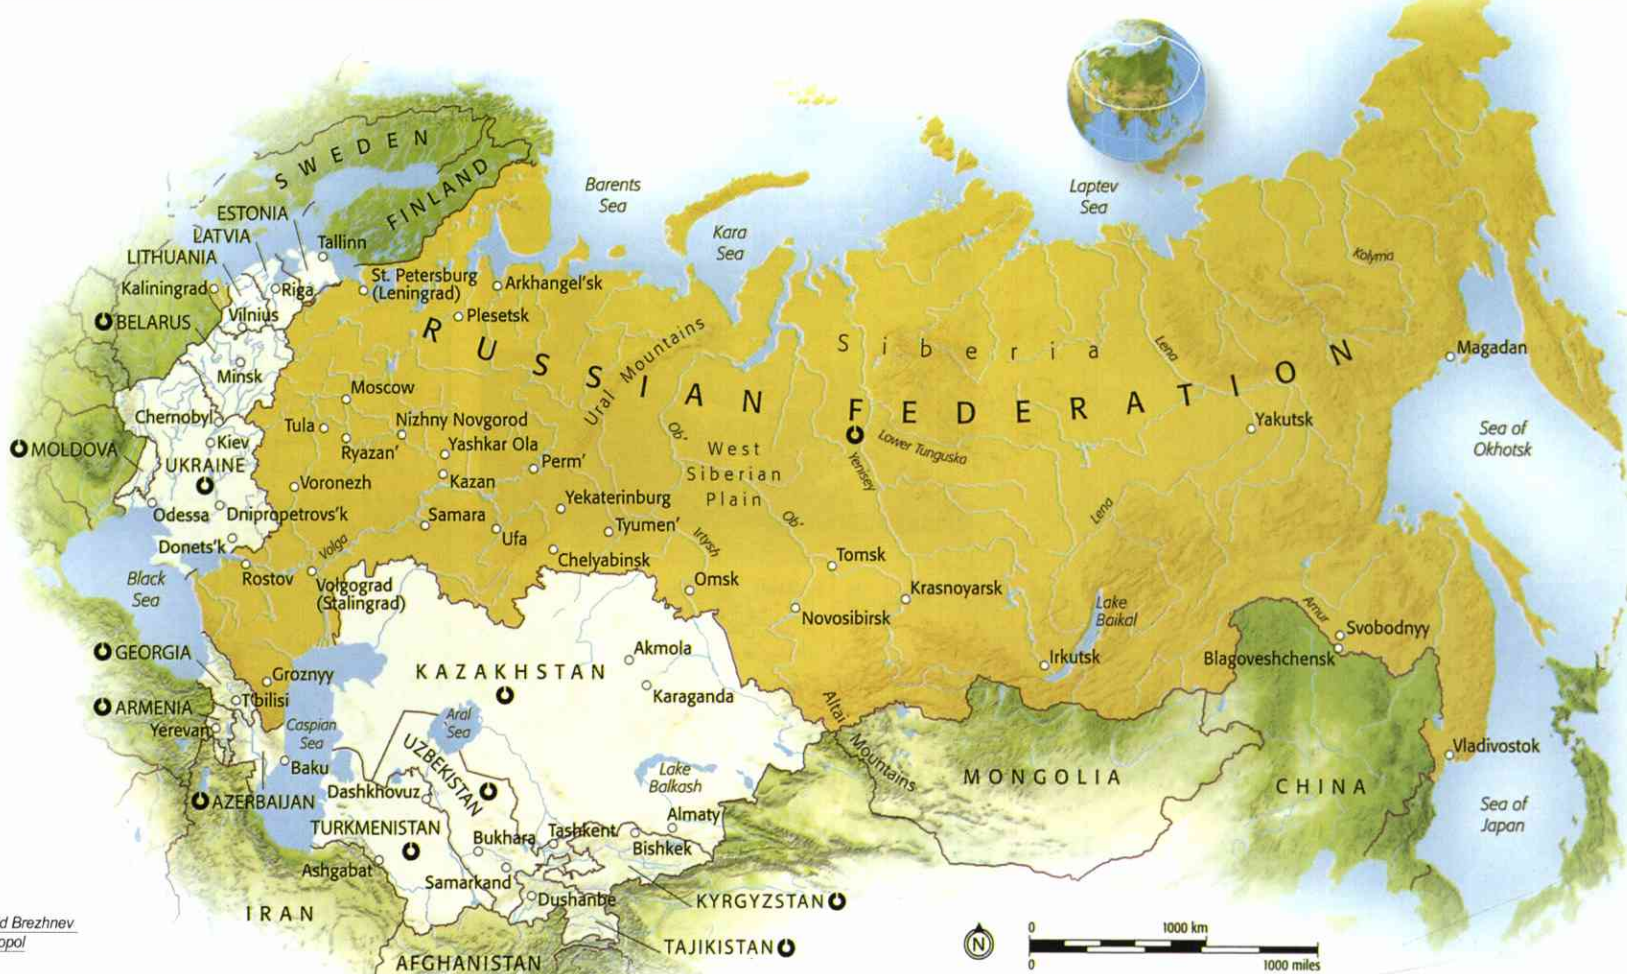 SWEDEN
FINLAND
ESTONIA
LATVIA
LITHUANIA
Tallinn
Kaliningrad
Riga
Vilnius
BELARUS
Minsk
Barents
Sea
Kara
Sea
Laptev
Sea
St. Petersburg
(Leningrad)
Arkhangel'sk
Plesetsk
Kolyma
RUSSIAN FEDERATION
Ural Mountains
Siberia
Lena
Magadan
Moscow
Chernobyl
Tula
Nizhny Novgorod
Ryazan'
Yashkar Ola
Perm'
Kazan
Kiev
MOLDOVA
UKRAINE
Voronezh
Odessa
Dnipropetrovs'k
Donets'k
Volga
Samara
Ufa
Yekaterinburg
Tyumen'
Chelyabinsk
Ob'
West
Siberian
Plain
Ob'
Irtysh
Yenisey
Lower Tunguska
Lena
Yakutsk
Sea of
Okhotsk
Black
Sea
Rostov
Volgograd
(Stalingrad)
Omsk
Tomsk
Novosibirsk
Krasnoyarsk
Lake
Baikal
Irkutsk
Amur
Svobodnyy
Blagoveshchensk
GEORGIA
Groznyy
T'bilisi
ARMENIA
Yerevan
Caspian
Sea
Baku
AZERBAIJAN
KAZAKHSTAN
Akmola
Karaganda
Aral
Sea
Lake
Balkash
Almaty
UZBEKISTAN
Dashkhovuz
TURKMENISTAN
Ashgabat
Bukhara
Tashkent
Bishkek
Samarkand
Dushanbe
KYRGYZSTAN
TAJIKISTAN
IRAN
AFGHANISTAN
Altai Mountains
MONGOLIA
CHINA
Vladivostok
Sea of
Japan
d Brezhnev
opol
N
0 1000 km
0 1000 miles